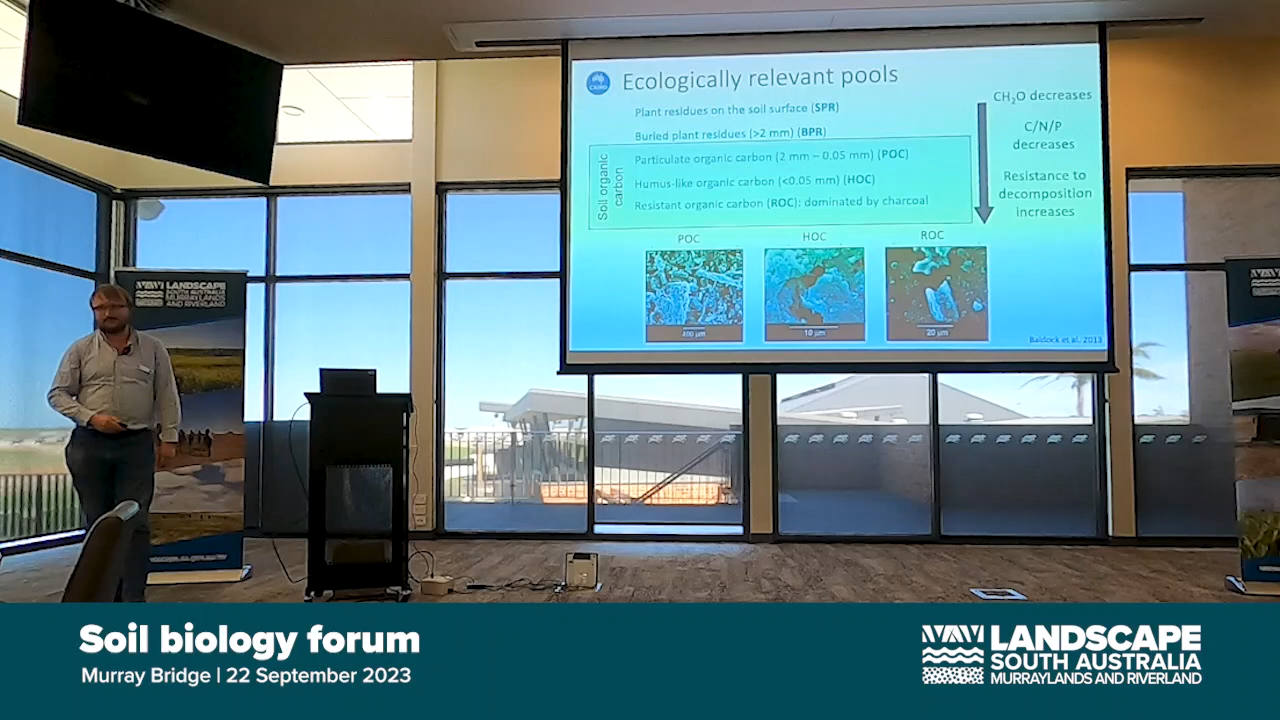 Ecologically relevant pools
CSIRO
Plant residues on the soil surface (SPR)
Buried plant residues (>2 mm) (BPR)
Soil organic
carbon
Particulate organic carbon (2 mm – 0.05 mm) (POC)
Humus-like organic carbon (<0.05 mm) (HOC)
Resistant organic carbon (ROC); dominated by charcoal
CH₂O decreases
C/N/P
decreases
Resistance to
decomposition
increases
POC
HOC
ROC
400 µm
10 µm
20 µm
Baldock et al. 2013
LANDSCAPE
SOUTH AUSTRALIA
MURRAYLANDS
AND RIVERLAND
Soil biology forum
Murray Bridge | 22 September 2023
LANDSCAPE
SOUTH AUSTRALIA
MURRAYLANDS AND RIVERLAND